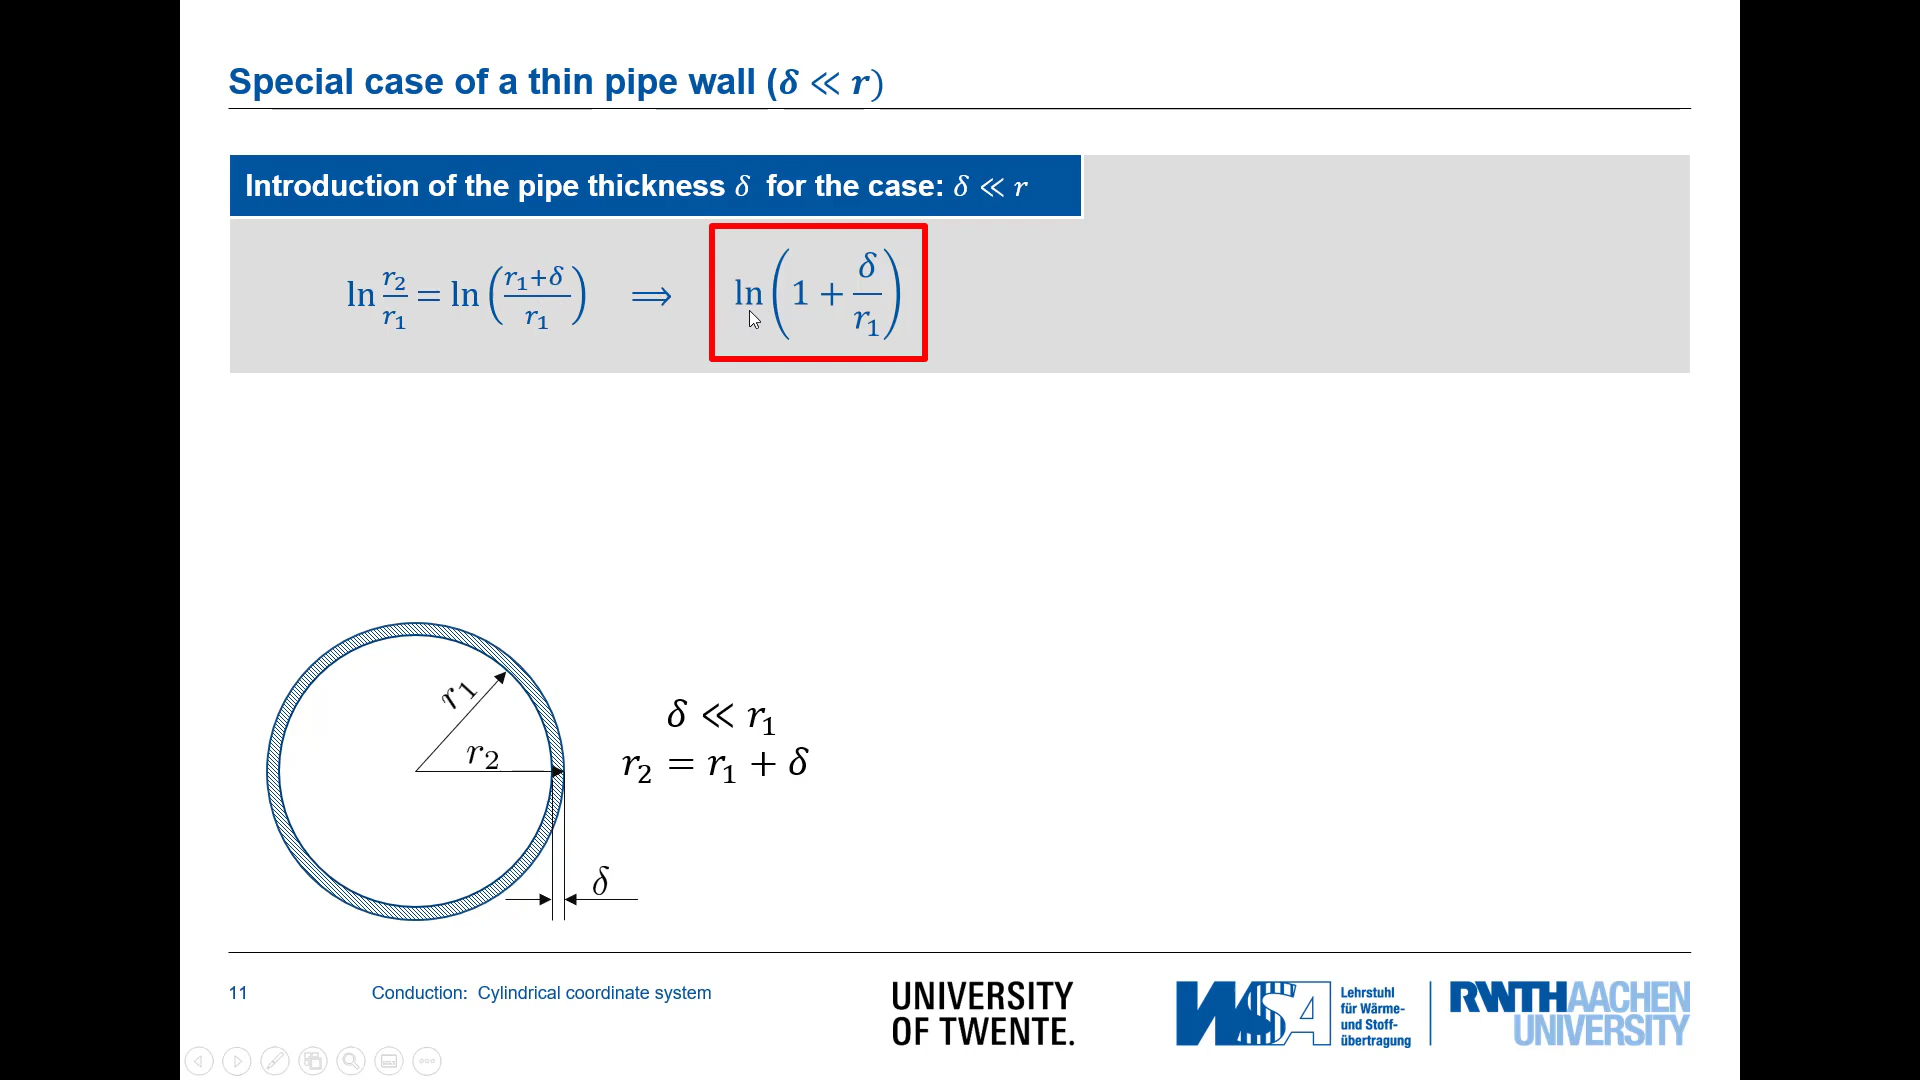 Special case of a thin pipe wall (δ ≪ r)
Introduction of the pipe thickness δ for the case: δ ≪ r
ln r₂/r₁ = ln((r₁+δ)/r₁) ⟹ ln(1 + δ/r₁)
r₁
r₂
δ ≪ r₁
r₂ = r₁ + δ
δ
11 Conduction: Cylindrical coordinate system
UNIVERSITY
OF TWENTE.
WSA
Lehrstuhl
für Wärme-
und Stoff-
übertragung
RWTHAACHEN
UNIVERSITY